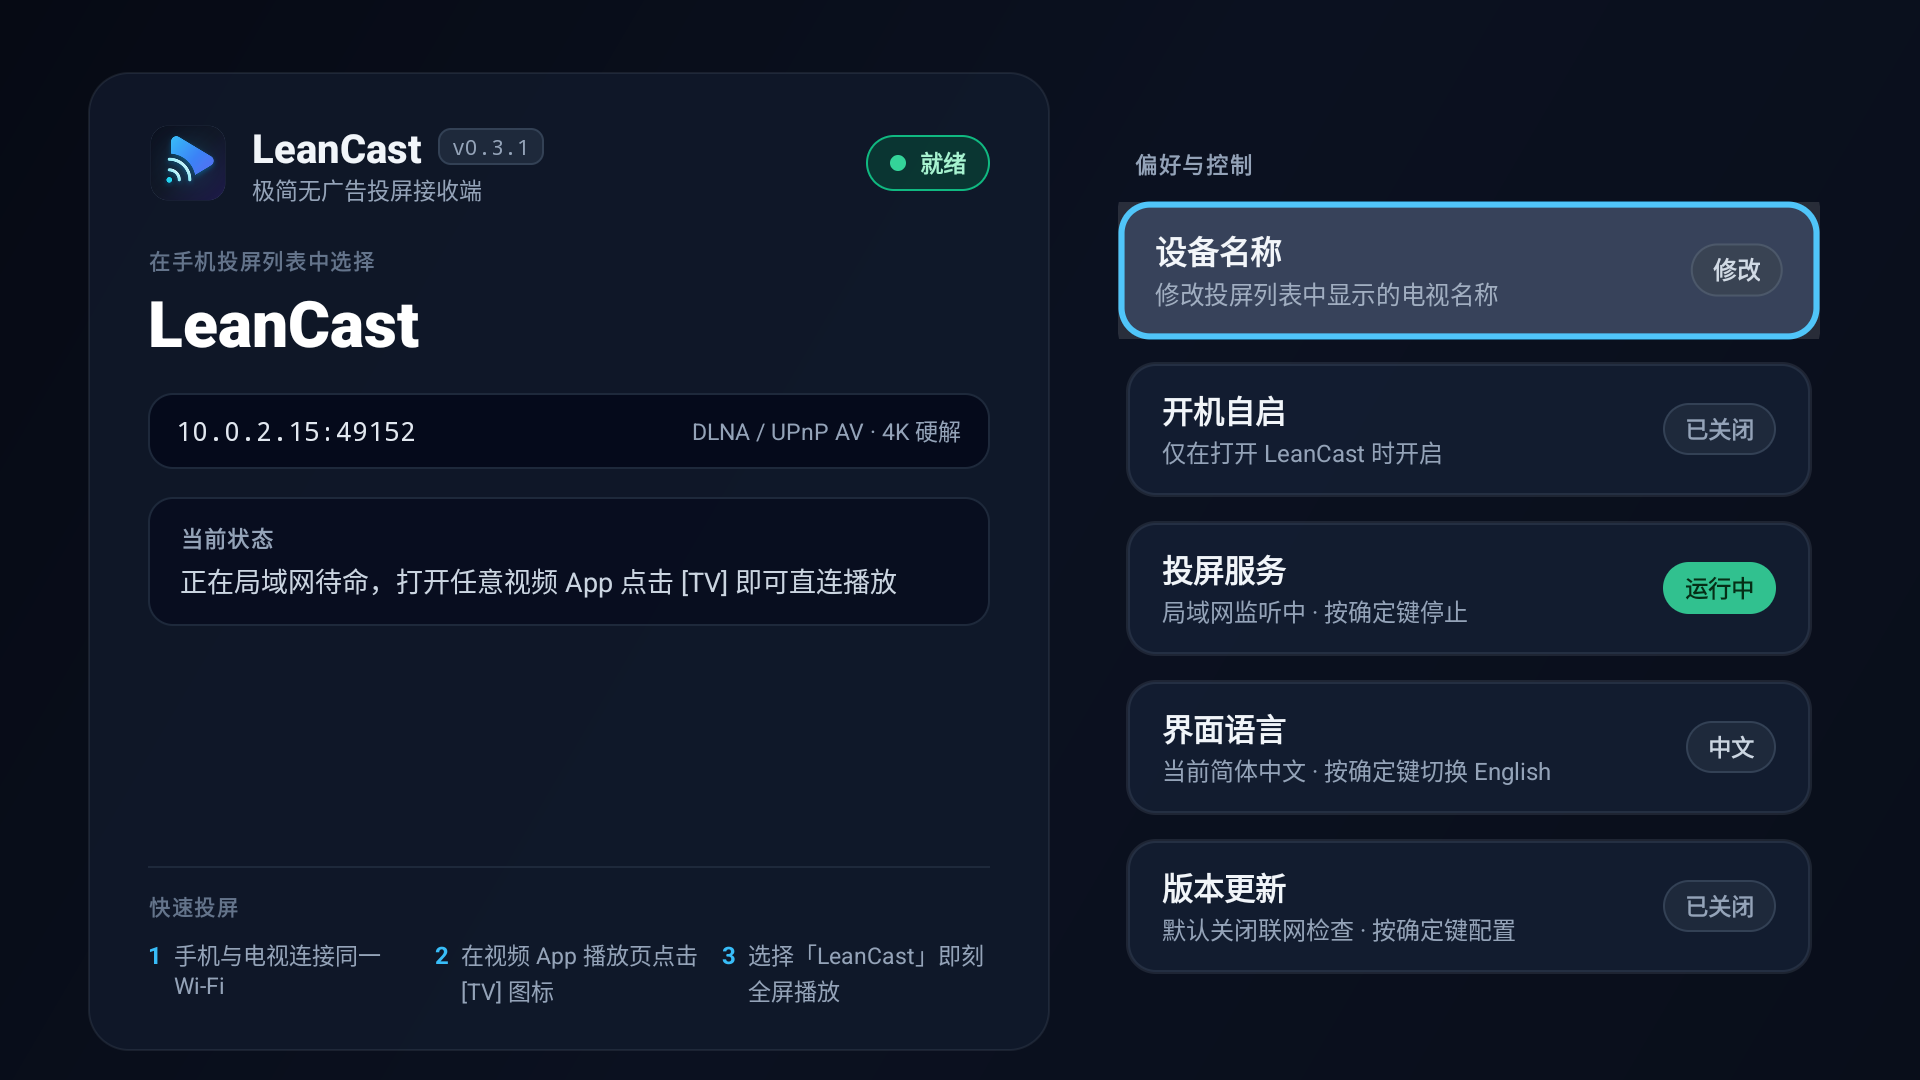 LeanCast v0.3.1
极简无广告投屏接收端
就绪
在手机投屏列表中选择
LeanCast
10.0.2.15:49152
DLNA / UPnP AV · 4K 硬解
当前状态
正在局域网待命，打开任意视频 App 点击 [TV] 即可直连播放
快速投屏
1 手机与电视连接同一
Wi-Fi
2 在视频 App 播放页点击
[TV] 图标
3 选择「LeanCast」即刻
全屏播放
偏好与控制
设备名称
修改投屏列表中显示的电视名称
修改
开机自启
仅在打开 LeanCast 时开启
已关闭
投屏服务
局域网监听中 · 按确定键停止
运行中
界面语言
当前简体中文 · 按确定键切换 English
中文
版本更新
默认关闭联网检查 · 按确定键配置
已关闭